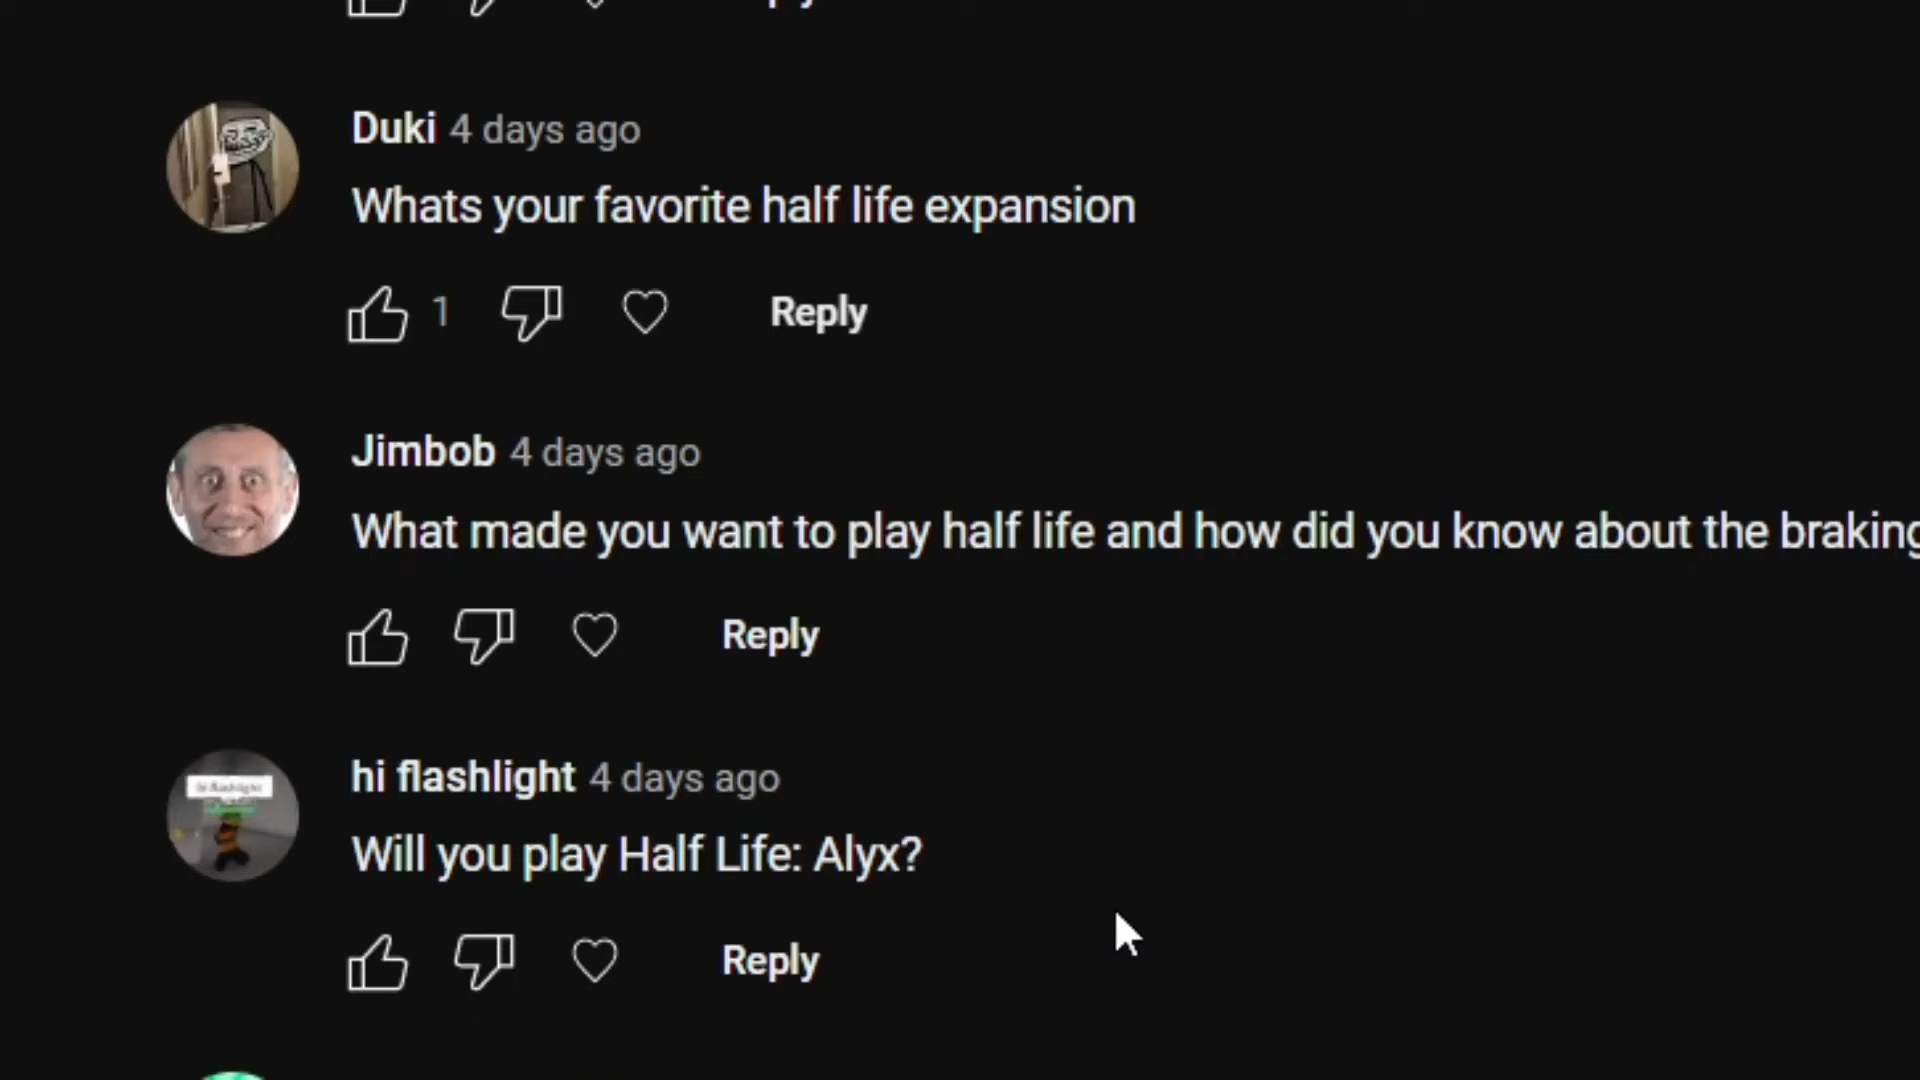 Duki 4 days ago
Whats your favorite half life expansion
1 Reply
Jimbob 4 days ago
What made you want to play half life and how did you know about the braking
Reply
hi flashlight 4 days ago
Will you play Half Life: Alyx?
Reply